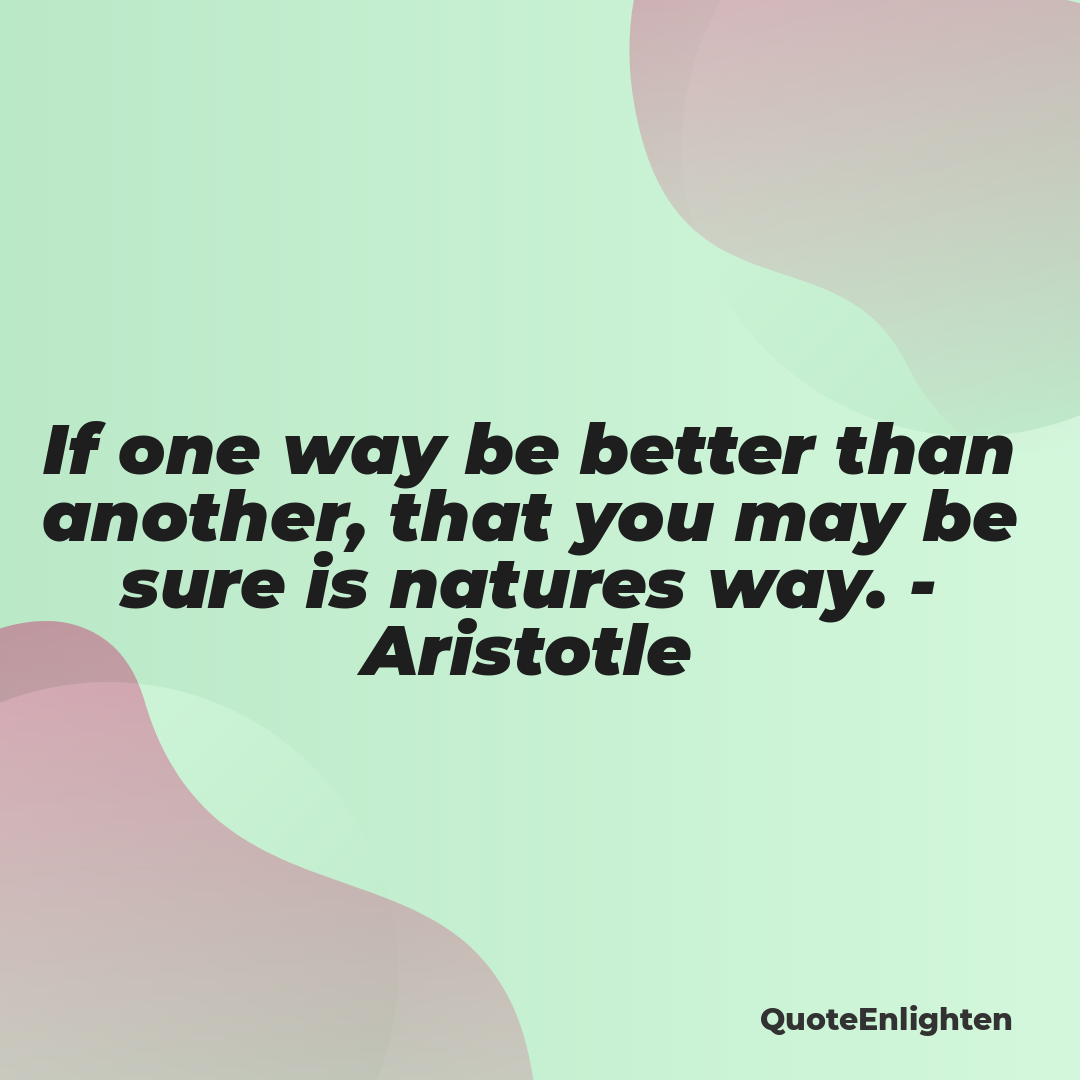 If one way be better than
another, that you may be
sure is natures way. -
Aristotle
QuoteEnlighten